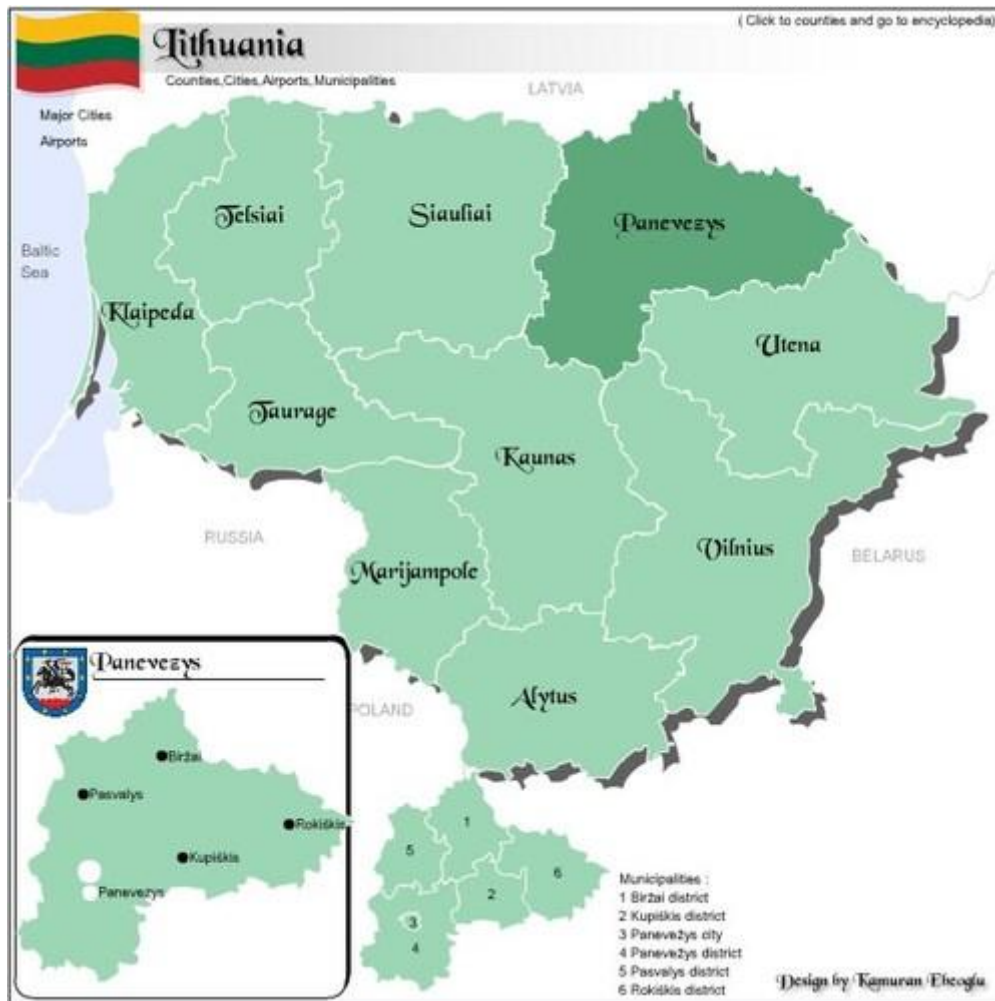 ( Click to counties and go to encyclopedia)
Lithuania
Counties,Cities,Airports,Municipalities
LATVIA
Major Cities
Airports
Telsiai
Siauliai
Panevezys
Baltic
Sea
Klaipeda
Utena
Taurage
Kaunas
RUSSIA
Vilnius
BELARUS
Marijampole
Panevezys
Alytus
POLAND
Biržai
Pasvalys
Rokiškis
Kupiškis
Panevezys
1
5
6
2
3
4
Municipalities :
1 Biržai district
2 Kupiškis district
3 Panevežys city
4 Panevežys district
5 Pasvalys district
6 Rokiškis district
Design by Kamuran Ebeoglu